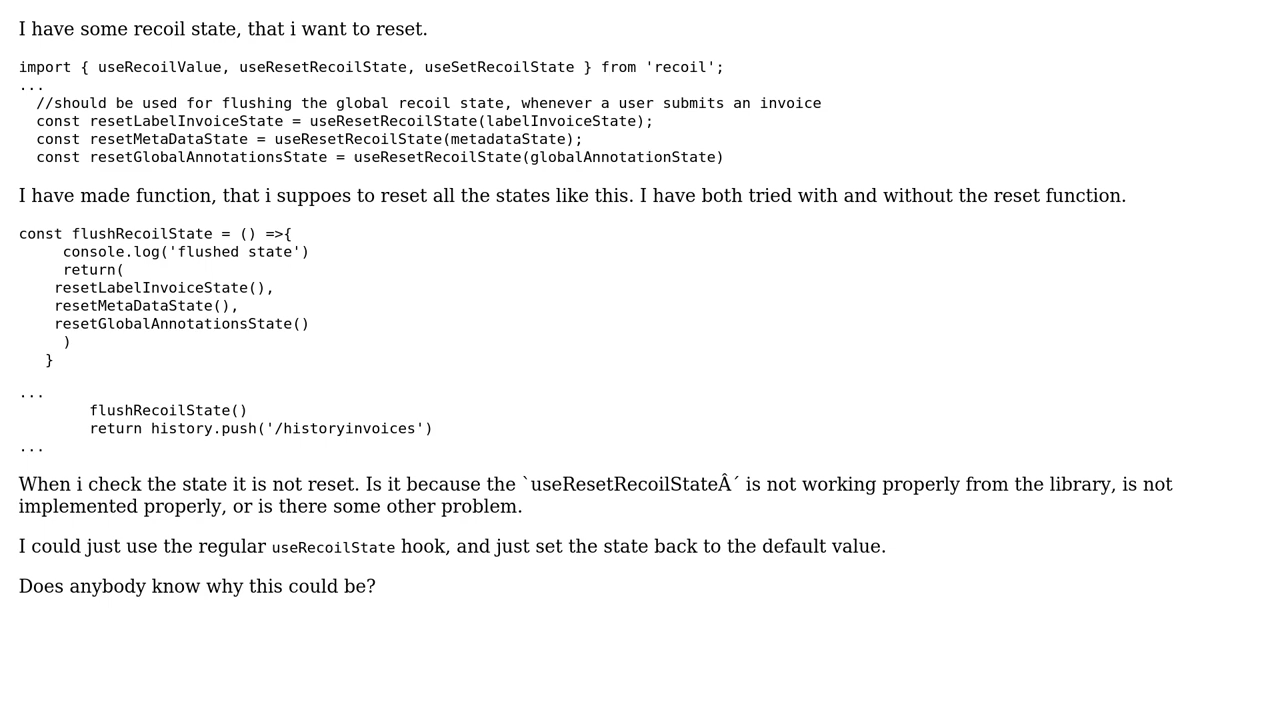 I have some recoil state, that i want to reset.
import { useRecoilValue, useResetRecoilState, useSetRecoilState } from 'recoil';
...
  //should be used for flushing the global recoil state, whenever a user submits an invoice
  const resetLabelInvoiceState = useResetRecoilState(labelInvoiceState);
  const resetMetaDataState = useResetRecoilState(metadataState);
  const resetGlobalAnnotationsState = useResetRecoilState(globalAnnotationState)
I have made function, that i suppoes to reset all the states like this. I have both tried with and without the reset function.
const flushRecoilState = () =>{
     console.log('flushed state')
     return(
    resetLabelInvoiceState(),
    resetMetaDataState(),
    resetGlobalAnnotationsState()
     )
   }
...
        flushRecoilState()
        return history.push('/historyinvoices')
...
When i check the state it is not reset. Is it because the `useResetRecoilStateÂ´ is not working properly from the library, is not
implemented properly, or is there some other problem.
I could just use the regular useRecoilState hook, and just set the state back to the default value.
Does anybody know why this could be?